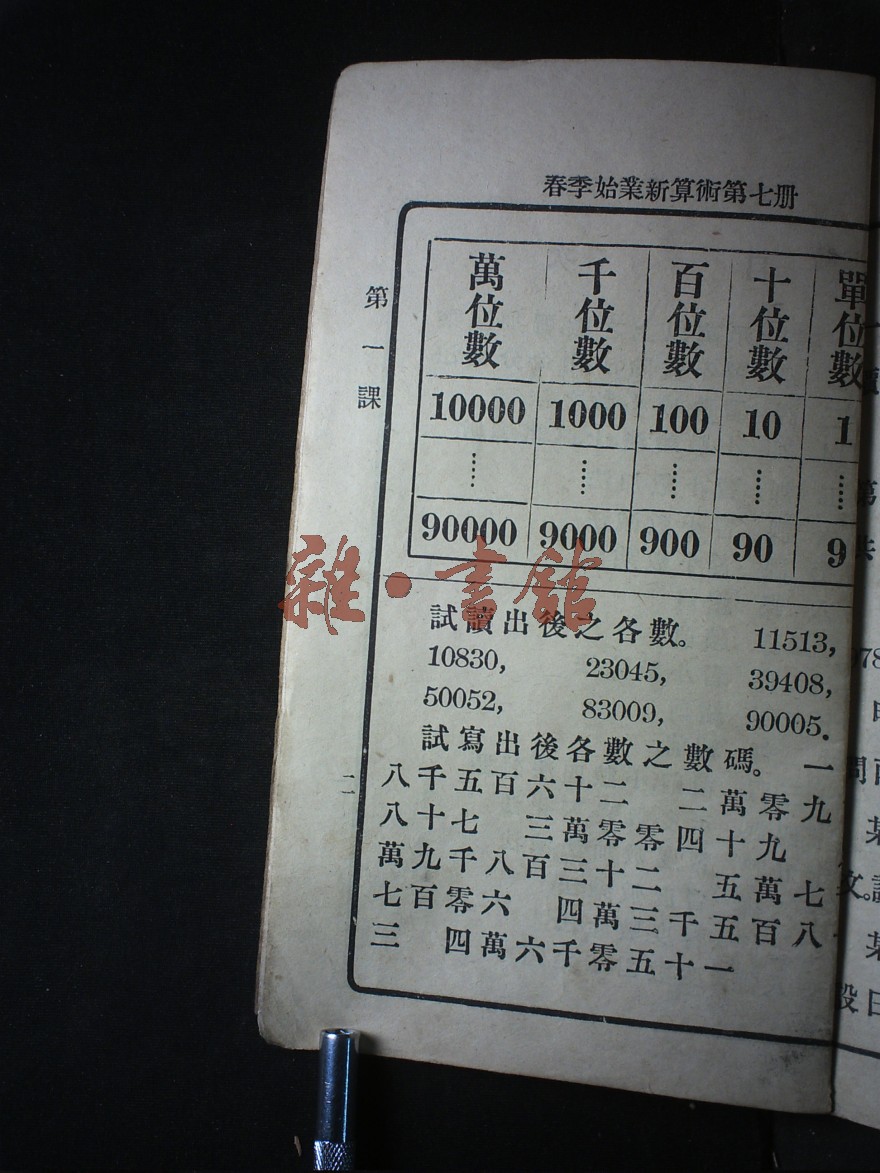 春季始業新算術第七册
第一課
萬位數 千位數 百位數 十位數 單位數
10000 1000 100 10 1
⋮ ⋮ ⋮ ⋮ ⋮
90000 9000 900 90 9
試讀出後之各數。 11513,
10830, 23045, 39408,
50052, 83009, 90005.
試寫出後各數之數碼。 一
八千五百六十二 二萬零九
八十七 三萬零零四十九
萬九千八百三十二 五萬七
七百零六 四萬三千五百八
三 四萬六千零五十一
二
雜·書館